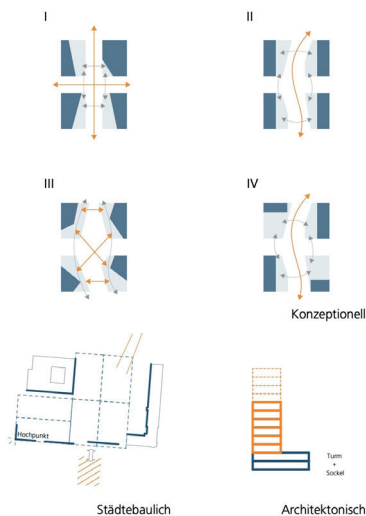 I
II
III
IV
Konzeptionell
Hochpunkt
Turm
+
Sockel
Städtebaulich
Architektonisch